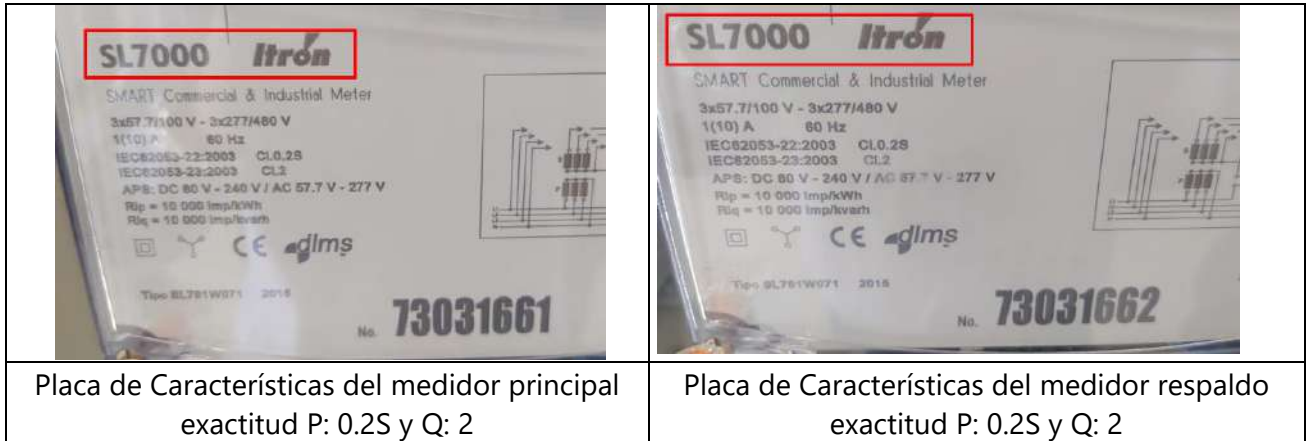 SL7000 Itrón
SMART Commercial & Industrial Meter
3x57.7/100 V - 3x277/480 V
1(10) A 60 Hz
IEC62053-22:2003 Cl.0.2S
IEC62053-23:2003 Cl.2
APS: DC 80 V - 240 V / AC 57.7 V - 277 V
Rlp = 10 000 imp/kWh
Rlq = 10 000 imp/kvarh
CE dlms
Tipo SL761W071 2018
No. 73031661
Placa de Características del medidor principal
exactitud P: 0.2S y Q: 2
SL7000 Itrón
SMART Commercial & Industrial Meter
3x57.7/100 V - 3x277/480 V
1(10) A 60 Hz
IEC62053-22:2003 Cl.0.2S
IEC62053-23:2003 Cl.2
APS: DC 80 V - 240 V / AC 57.7 V - 277 V
Rlp = 10 000 imp/kWh
Rlq = 10 000 imp/kvarh
CE dlms
Tipo SL761W071 2018
No. 73031662
Placa de Características del medidor respaldo
exactitud P: 0.2S y Q: 2